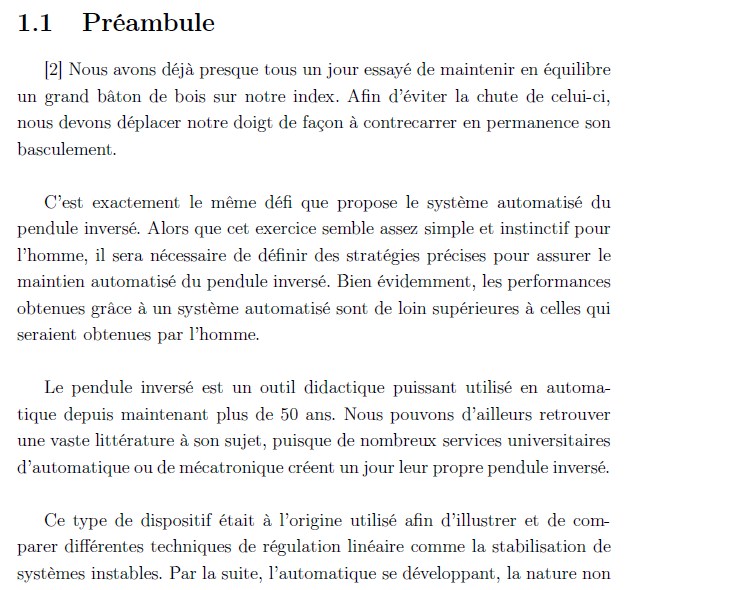 1.1 Préambule
[2] Nous avons déjà presque tous un jour essayé de maintenir en équilibre
un grand bâton de bois sur notre index. Afin d'éviter la chute de celui-ci,
nous devons déplacer notre doigt de façon à contrecarrer en permanence son
basculement.
C'est exactement le même défi que propose le système automatisé du
pendule inversé. Alors que cet exercice semble assez simple et instinctif pour
l'homme, il sera nécessaire de définir des stratégies précises pour assurer le
maintien automatisé du pendule inversé. Bien évidemment, les performances
obtenues grâce à un système automatisé sont de loin supérieures à celles qui
seraient obtenues par l'homme.
Le pendule inversé est un outil didactique puissant utilisé en automa-
tique depuis maintenant plus de 50 ans. Nous pouvons d'ailleurs retrouver
une vaste littérature à son sujet, puisque de nombreux services universitaires
d'automatique ou de mécatronique créent un jour leur propre pendule inversé.
Ce type de dispositif était à l'origine utilisé afin d'illustrer et de com-
parer différentes techniques de régulation linéaire comme la stabilisation de
systèmes instables. Par la suite, l'automatique se développant, la nature non